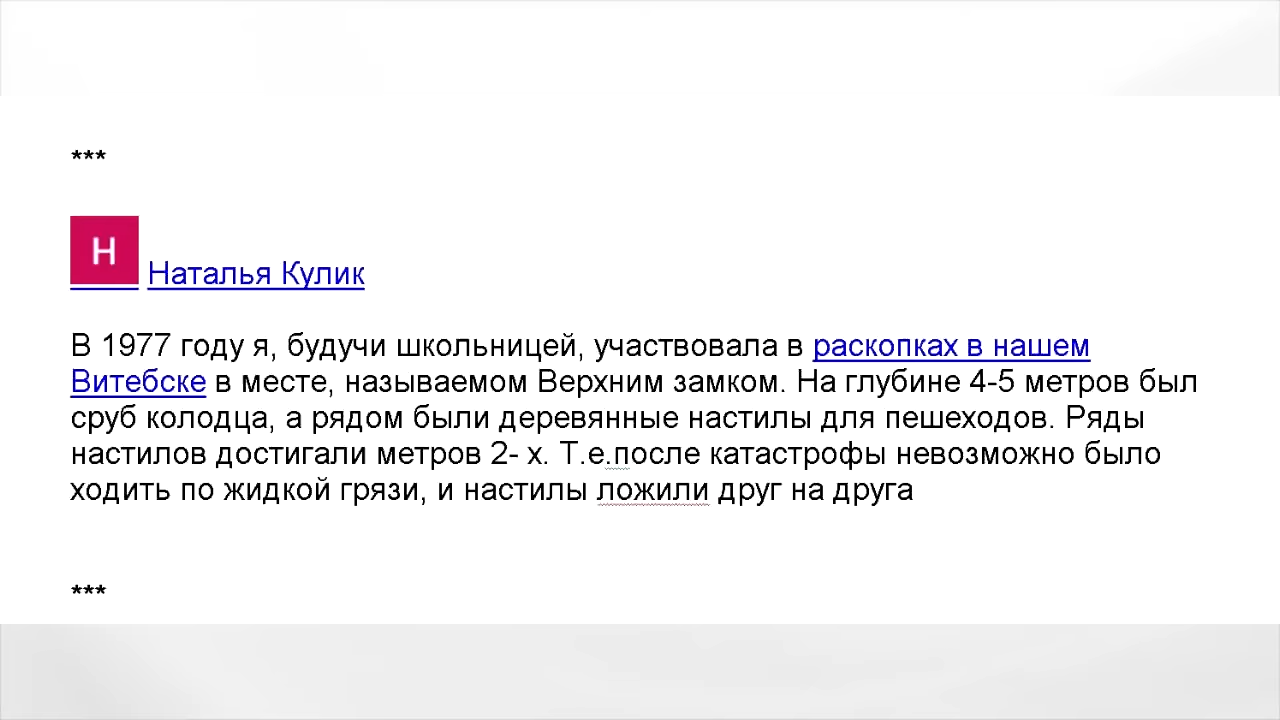 ***
Н
Наталья Кулик
В 1977 году я, будучи школьницей, участвовала в раскопках в нашем
Витебске в месте, называемом Верхним замком. На глубине 4-5 метров был
сруб колодца, а рядом были деревянные настилы для пешеходов. Ряды
настилов достигали метров 2- х. Т.е.после катастрофы невозможно было
ходить по жидкой грязи, и настилы ложили друг на друга
***